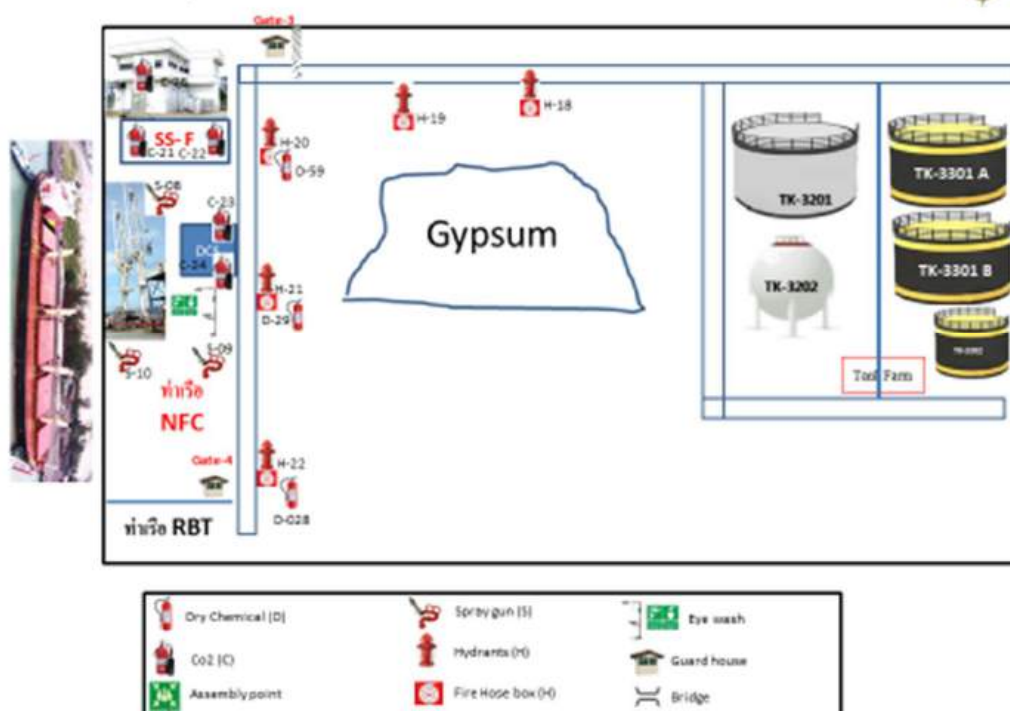 Gate-3
H-18
H-19
H-20
SS-F
C-21
C-22
D-59
TK-3201
TK-3301 A
S-08
C-23
DCS
C-24
Gypsum
TK-3301 B
TK-3202
H-21
D-29
S-09
S-10
Tank Farm
ท่าเรือ
NFC
Gate-4
H-22
D-028
ท่าเรือ RBT
Dry Chemical (D)
Spray gun (S)
Eye wash
Co2 (C)
Hydrants (H)
Guard house
Assembly point
Fire Hose box (H)
Bridge